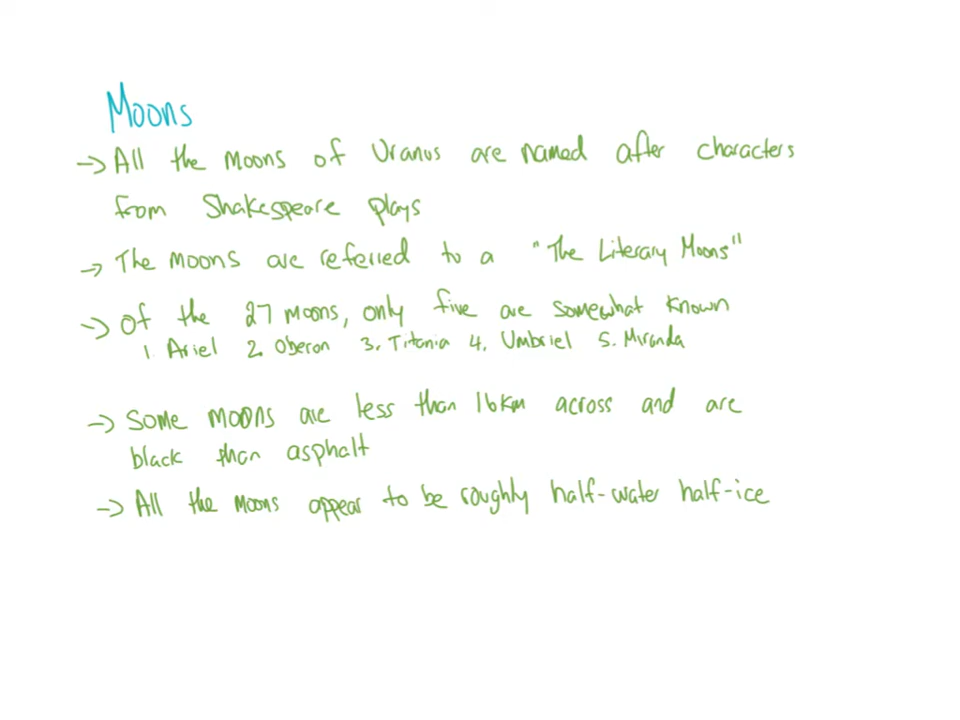 Moons
→ All the moons of Uranus are named after characters
from Shakespeare plays
→ The moons are referred to a "The Literary Moons"
→ Of the 27 moons, only five are somewhat known
1. Ariel 2. Oberon 3. Titania 4. Umbriel 5. Miranda
→ Some moons are less than 16km across and are
black than asphalt
→ All the moons appear to be roughly half-water half-ice